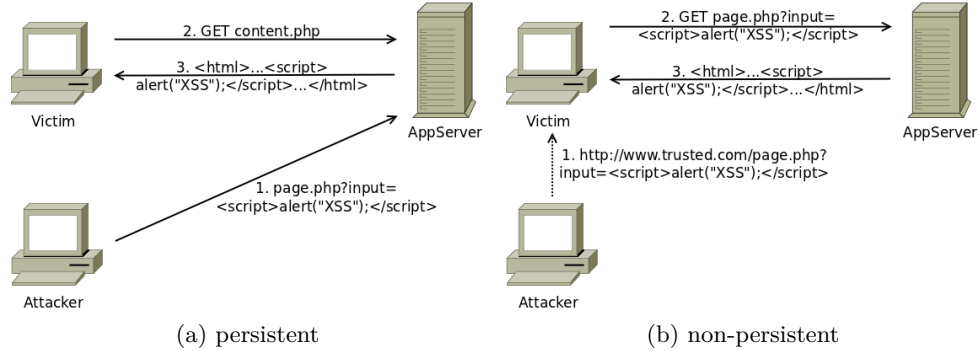 2. GET content.php
3. <html>...<script>
alert("XSS");</script>...</html>
Victim
AppServer
1. page.php?input=
<script>alert("XSS");</script>
Attacker
(a) persistent
2. GET page.php?input=
<script>alert("XSS");</script>
3. <html>...<script>
alert("XSS");</script>...</html>
Victim
AppServer
1. http://www.trusted.com/page.php?
input=<script>alert("XSS");</script>
Attacker
(b) non-persistent